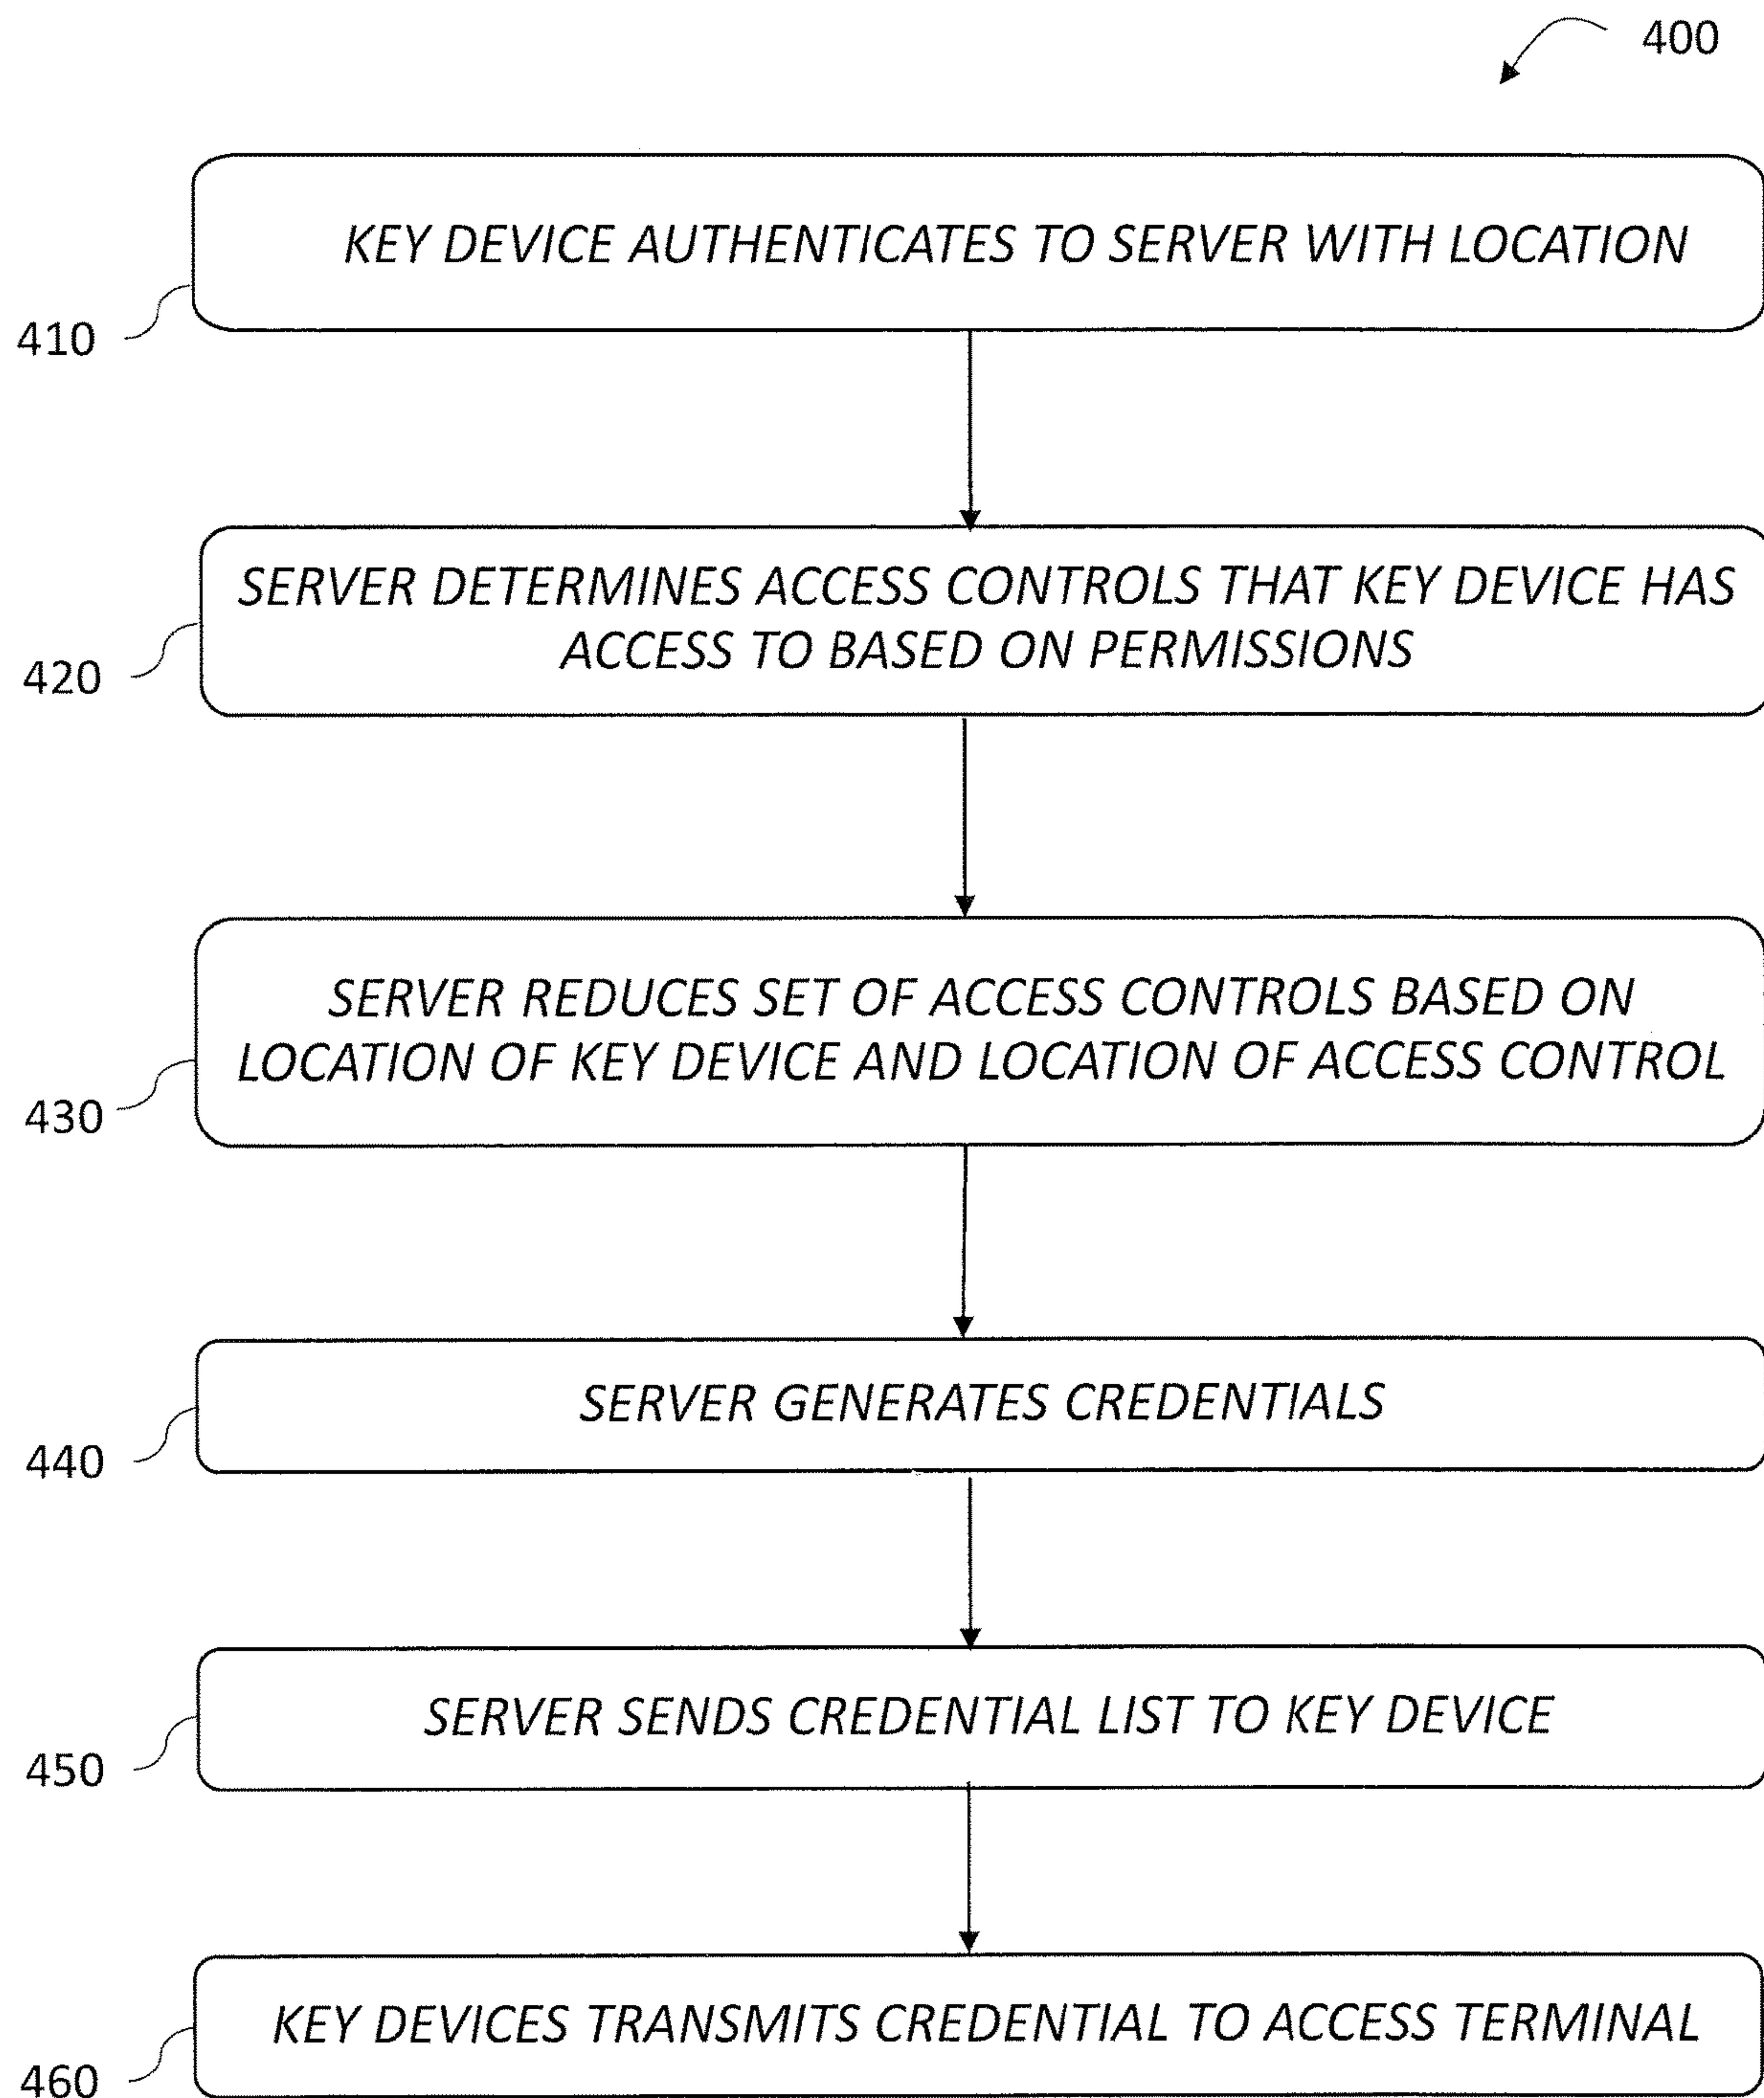 400
KEY DEVICE AUTHENTICATES TO SERVER WITH LOCATION
410
SERVER DETERMINES ACCESS CONTROLS THAT KEY DEVICE HAS
ACCESS TO BASED ON PERMISSIONS
420
SERVER REDUCES SET OF ACCESS CONTROLS BASED ON
LOCATION OF KEY DEVICE AND LOCATION OF ACCESS CONTROL
430
SERVER GENERATES CREDENTIALS
440
SERVER SENDS CREDENTIAL LIST TO KEY DEVICE
450
KEY DEVICES TRANSMITS CREDENTIAL TO ACCESS TERMINAL
460